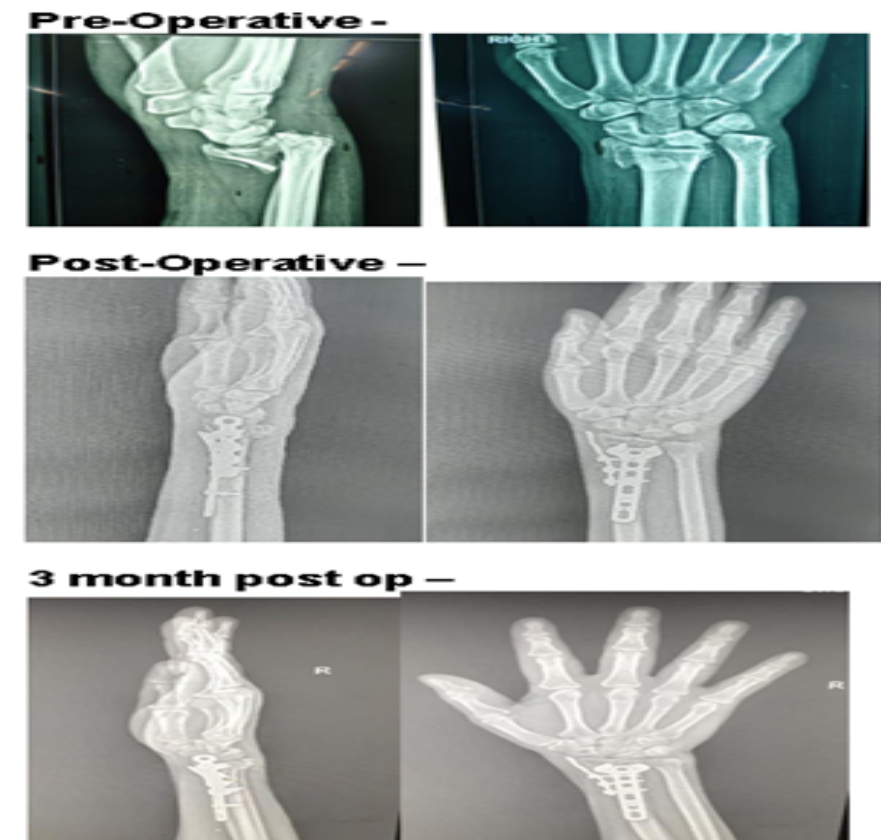 Pre-Operative -
RIGHT
Post-Operative –
3 month post op –
R
R